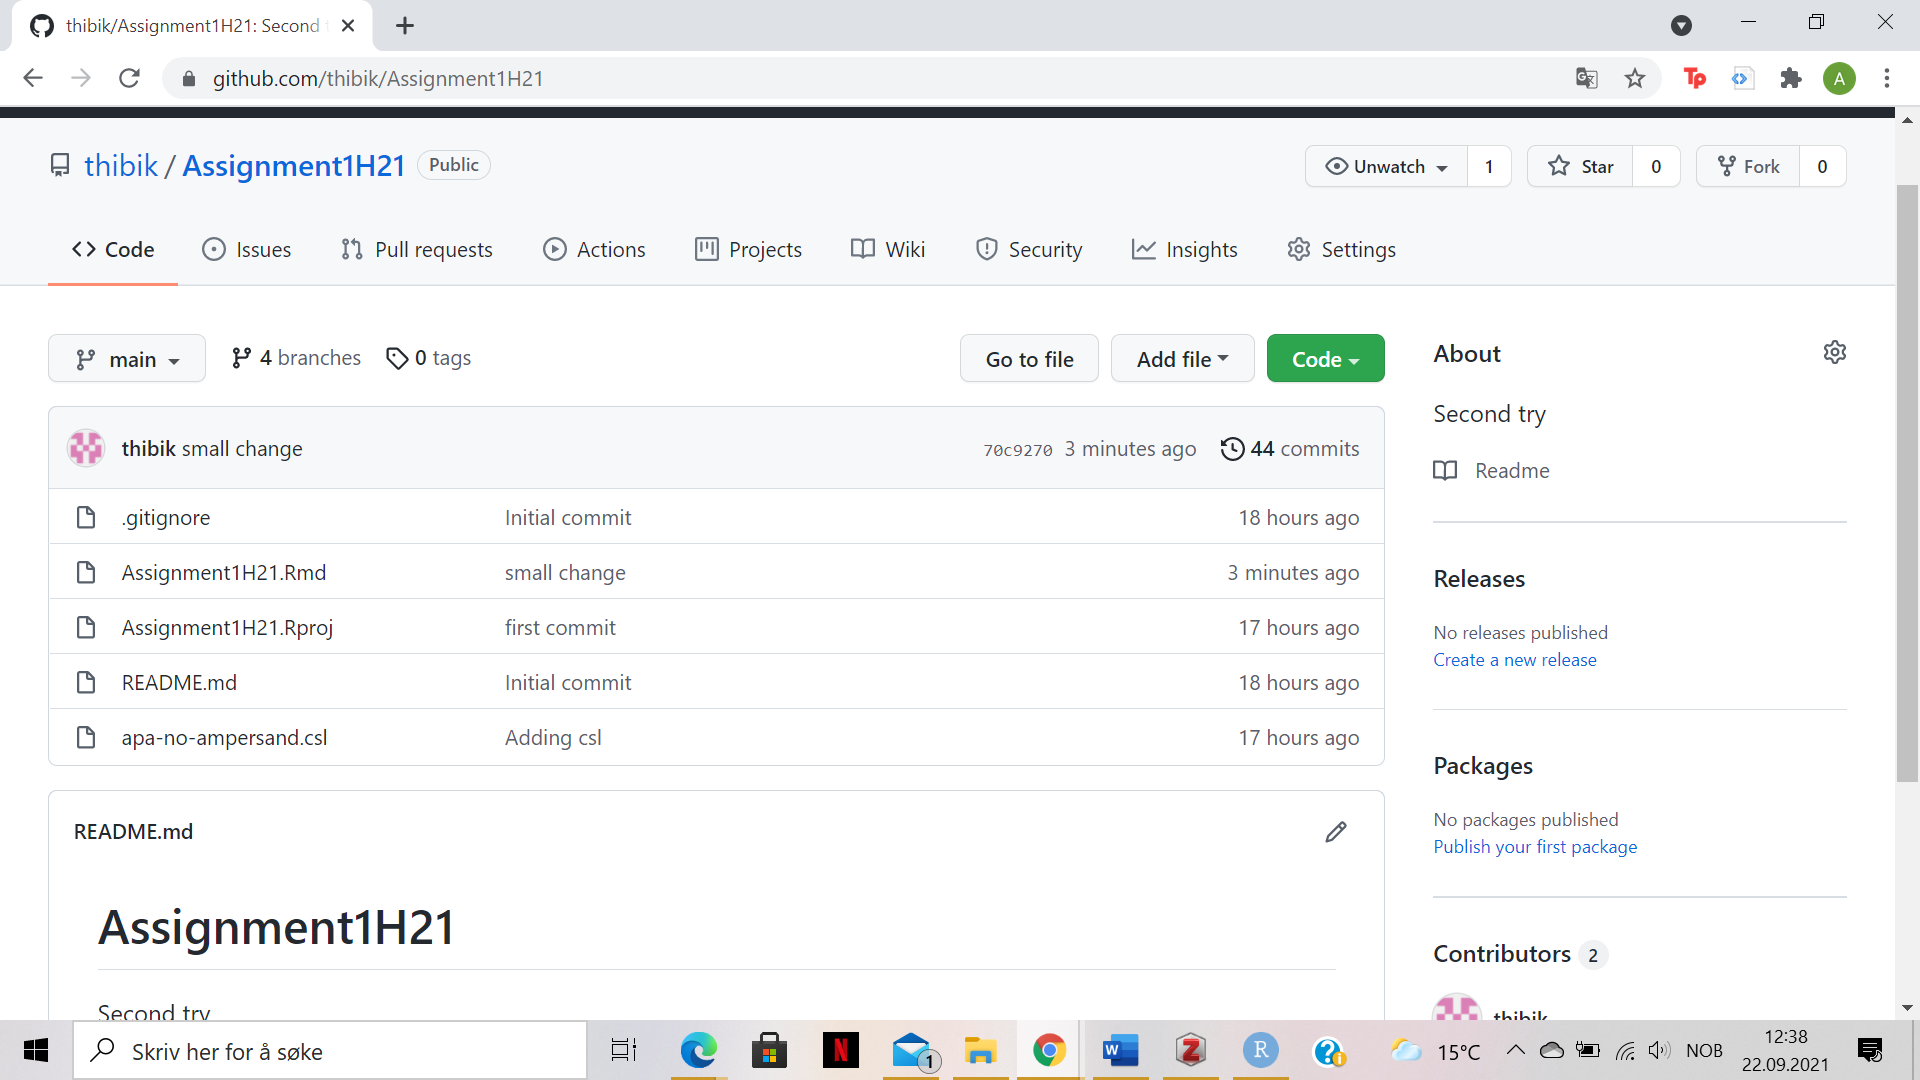 thibik/Assignment1H21: Second
github.com/thibik/Assignment1H21
Tp
A
thibik / Assignment1H21 Public
Unwatch 1 Star 0 Fork 0
Code Issues Pull requests Actions Projects Wiki Security Insights Settings
main 4 branches 0 tags Go to file Add file Code
thibik small change 70c9270 3 minutes ago 44 commits
.gitignore Initial commit 18 hours ago
Assignment1H21.Rmd small change 3 minutes ago
Assignment1H21.Rproj first commit 17 hours ago
README.md Initial commit 18 hours ago
apa-no-ampersand.csl Adding csl 17 hours ago
README.md
Assignment1H21
Second try
About
Second try
Readme
Releases
No releases published
Create a new release
Packages
No packages published
Publish your first package
Contributors 2
thibik
Skriv her for å søke
N
1
W
Z
R
?
15°C
NOB
12:38
22.09.2021